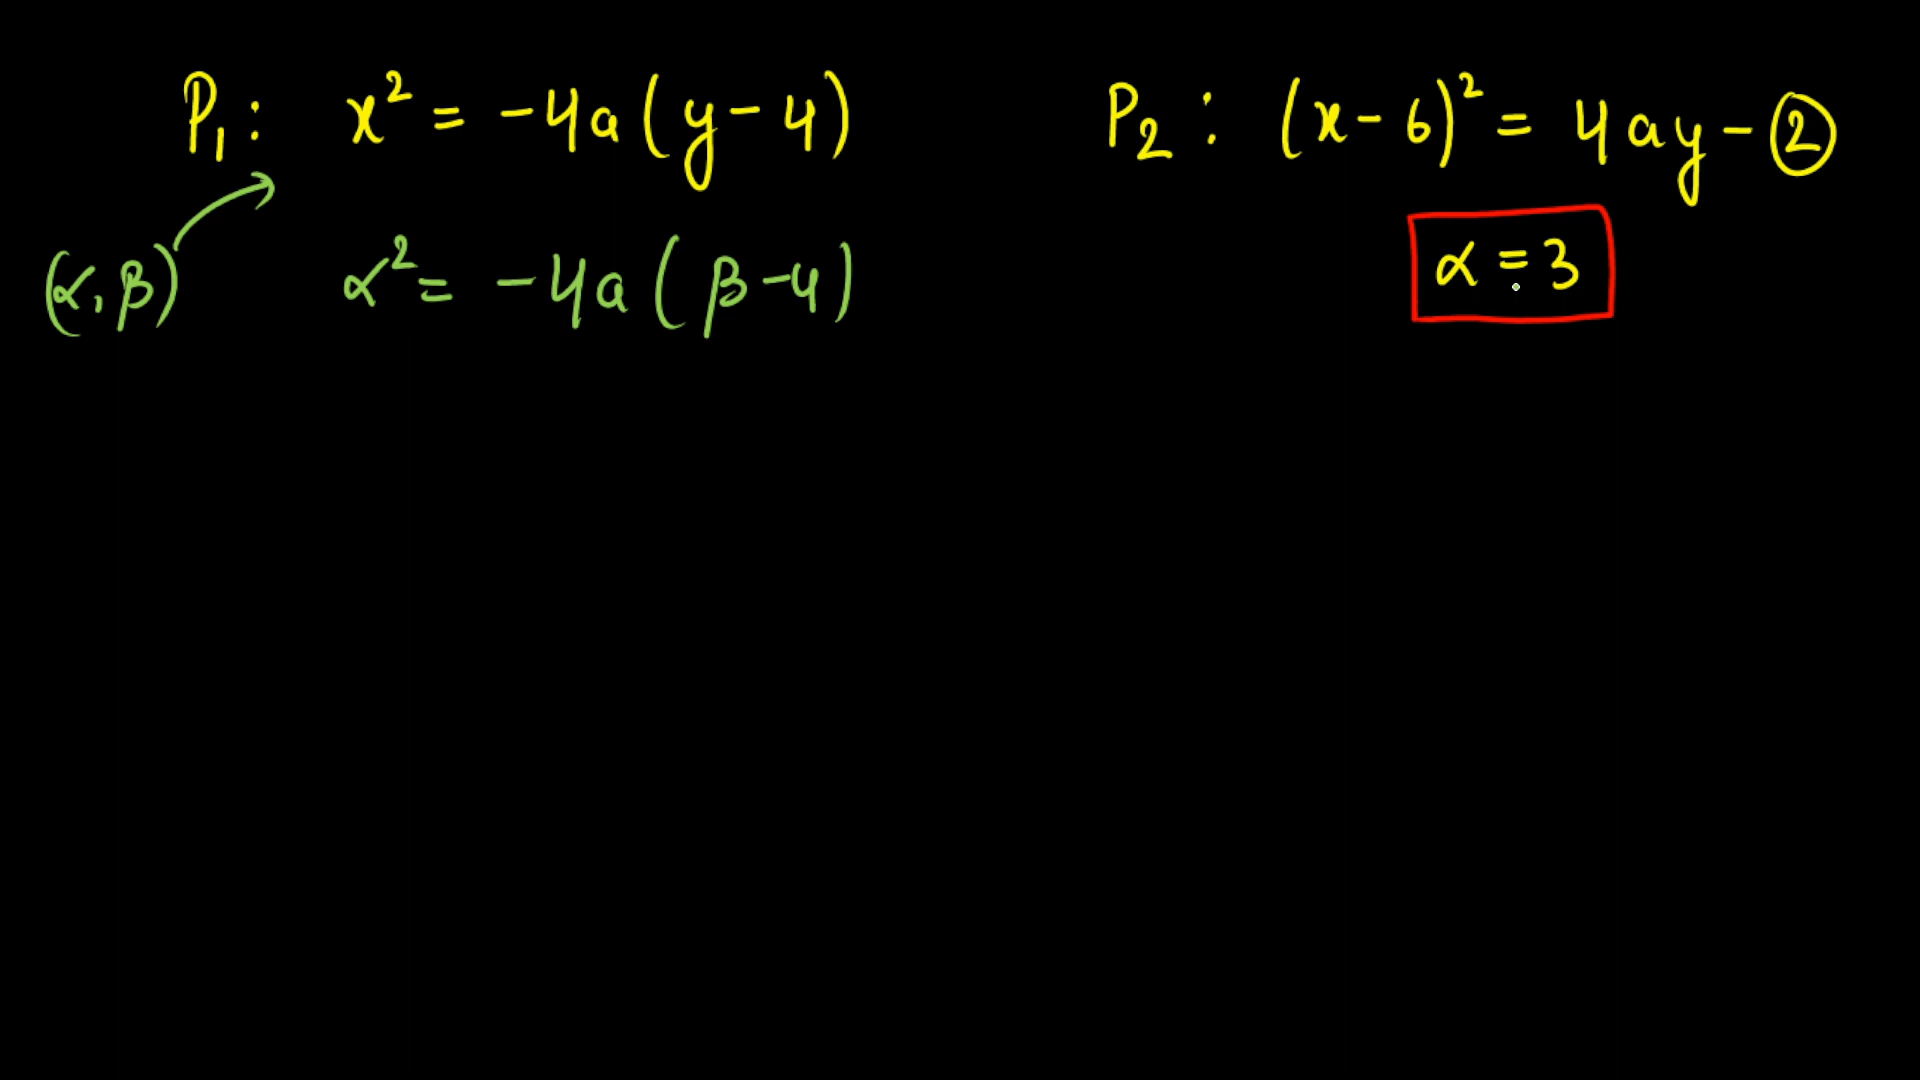 P₁: x² = -4a(y-4)
P₂: (x-6)² = 4ay - ②
(α,β) α² = -4a(β-4)
α = 3